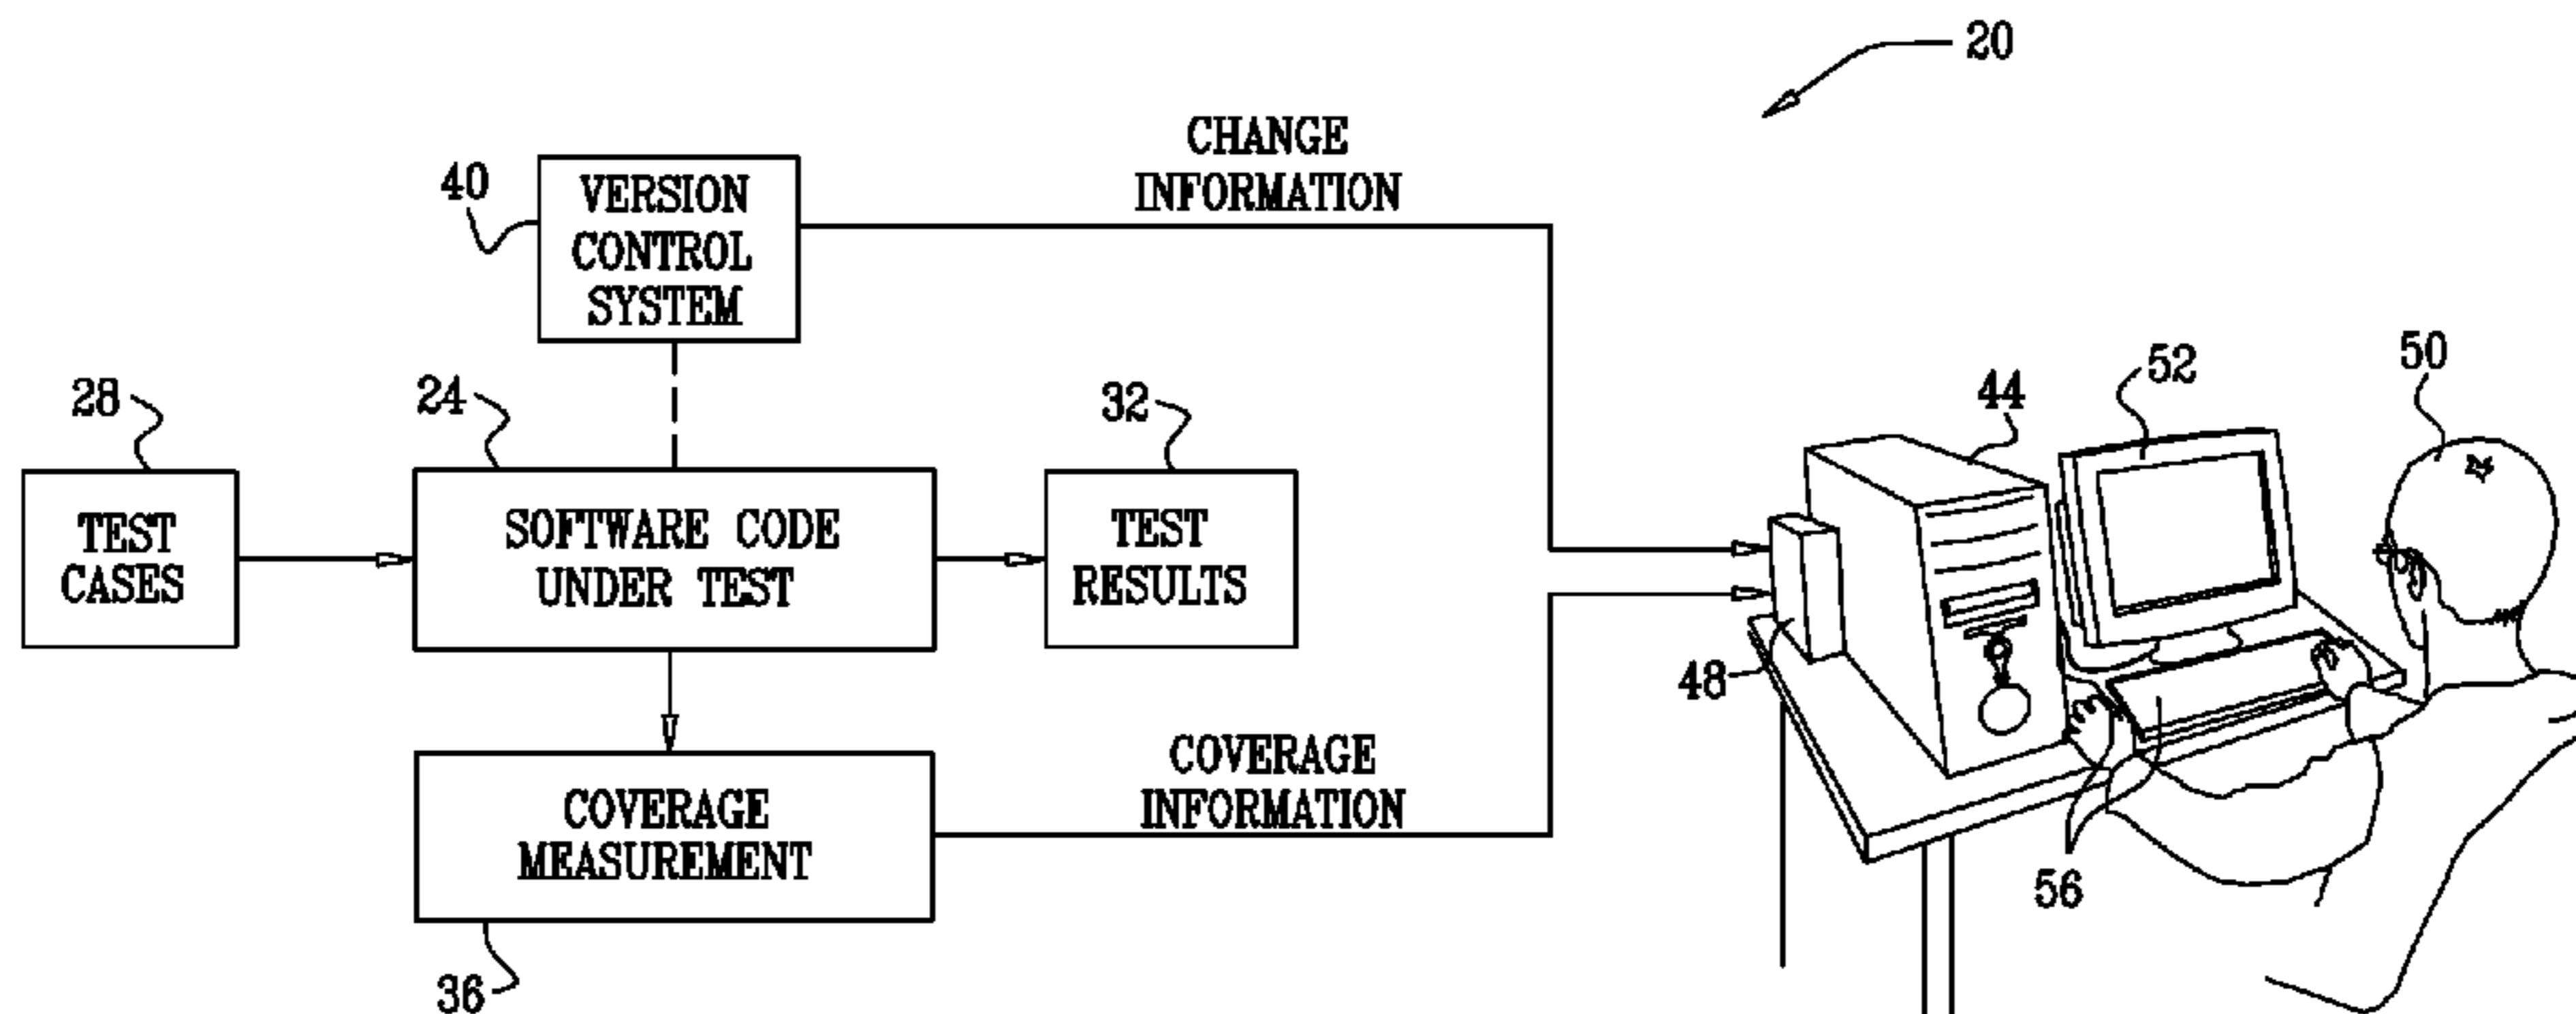 20
CHANGE
INFORMATION
40
VERSION
CONTROL
SYSTEM
28
24
32
44
52
50
TEST
CASES
SOFTWARE CODE
UNDER TEST
TEST
RESULTS
48
COVERAGE
INFORMATION
COVERAGE
MEASUREMENT
56
36